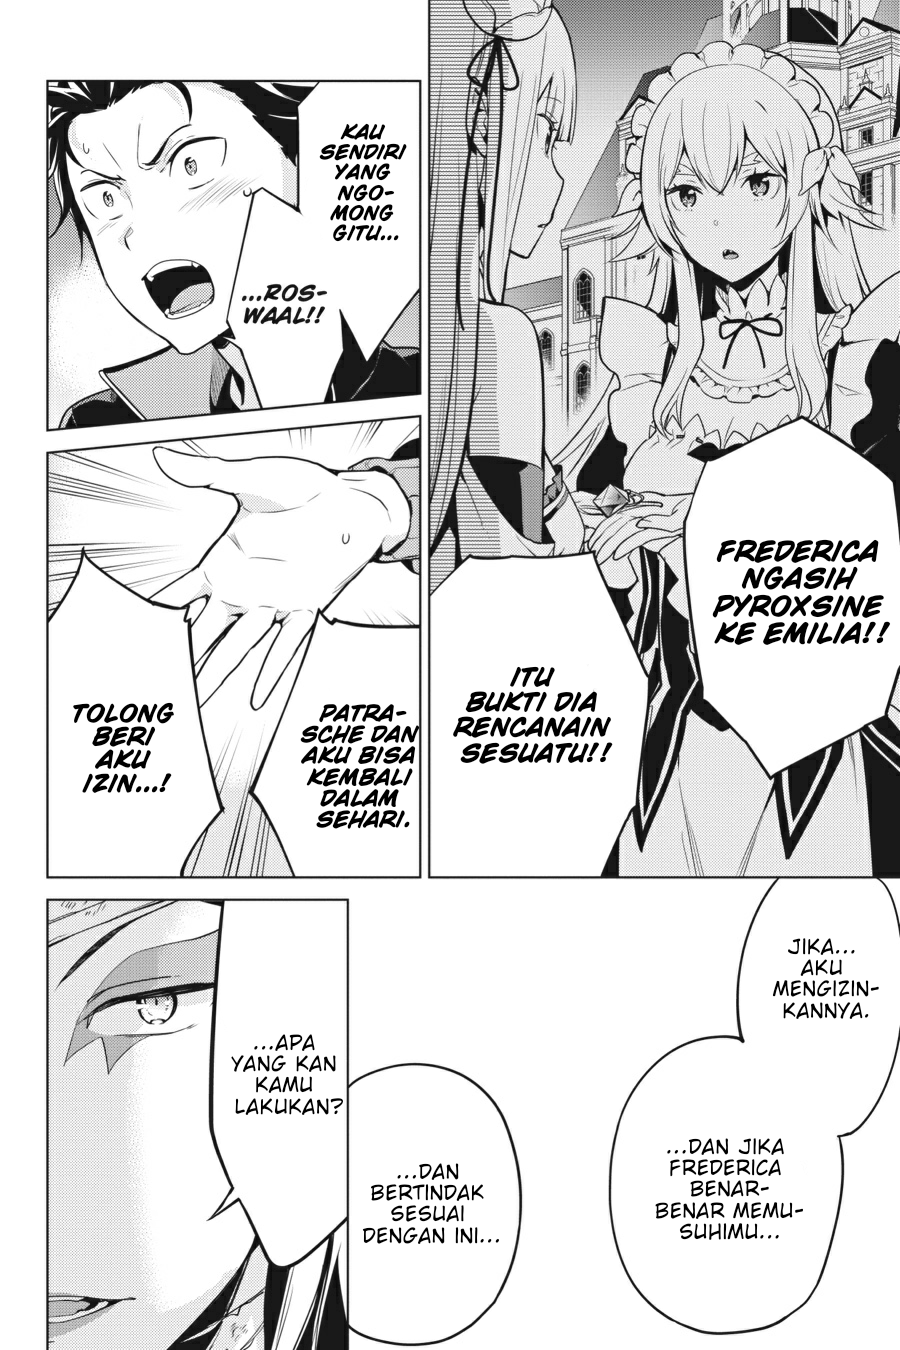 FREDERICA
NGASIH
PYROXSINE
KE EMILIA!!
ITU
BUKTI DIA
RENCANAIN
SESUATU!!
KAU
SENDIRI
YANG
NGO-
MONG
GITU...
...ROS-
WAAL!!
PATRA-
SCHE DAN
AKU BISA
KEMBALI
DALAM
SEHARI.
TOLONG
BERI
AKU
IZIN...!
JIKA...
AKU
MENGIZIN-
KANNYA.
...DAN JIKA
FREDERICA
BENAR-
BENAR MEMU-
SUHIMU...
...DAN
BERTINDAK
SESUAI
DENGAN INI...
...APA
YANG KAN
KAMU
LAKUKAN?